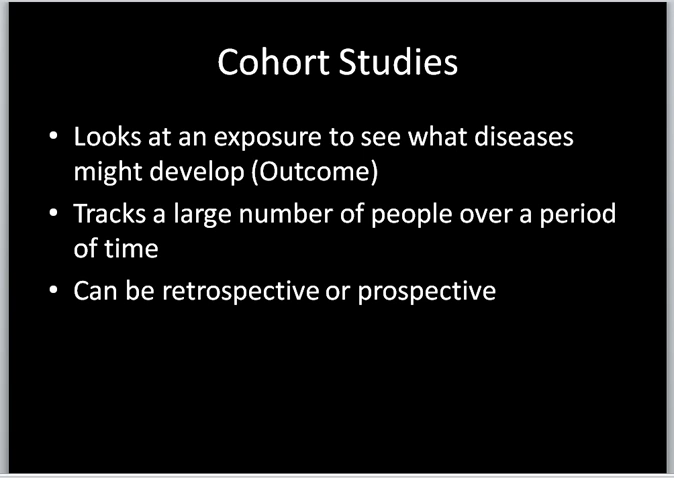 Cohort Studies
• Looks at an exposure to see what diseases
might develop (Outcome)
• Tracks a large number of people over a period
of time
• Can be retrospective or prospective